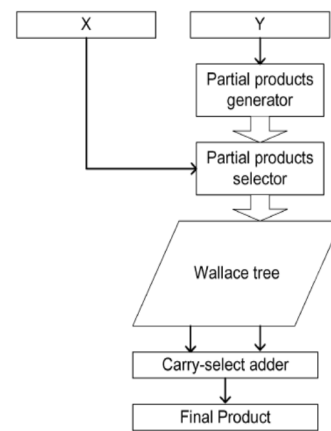 X
Y
Partial products
generator
Partial products
selector
Wallace tree
Carry-select adder
Final Product